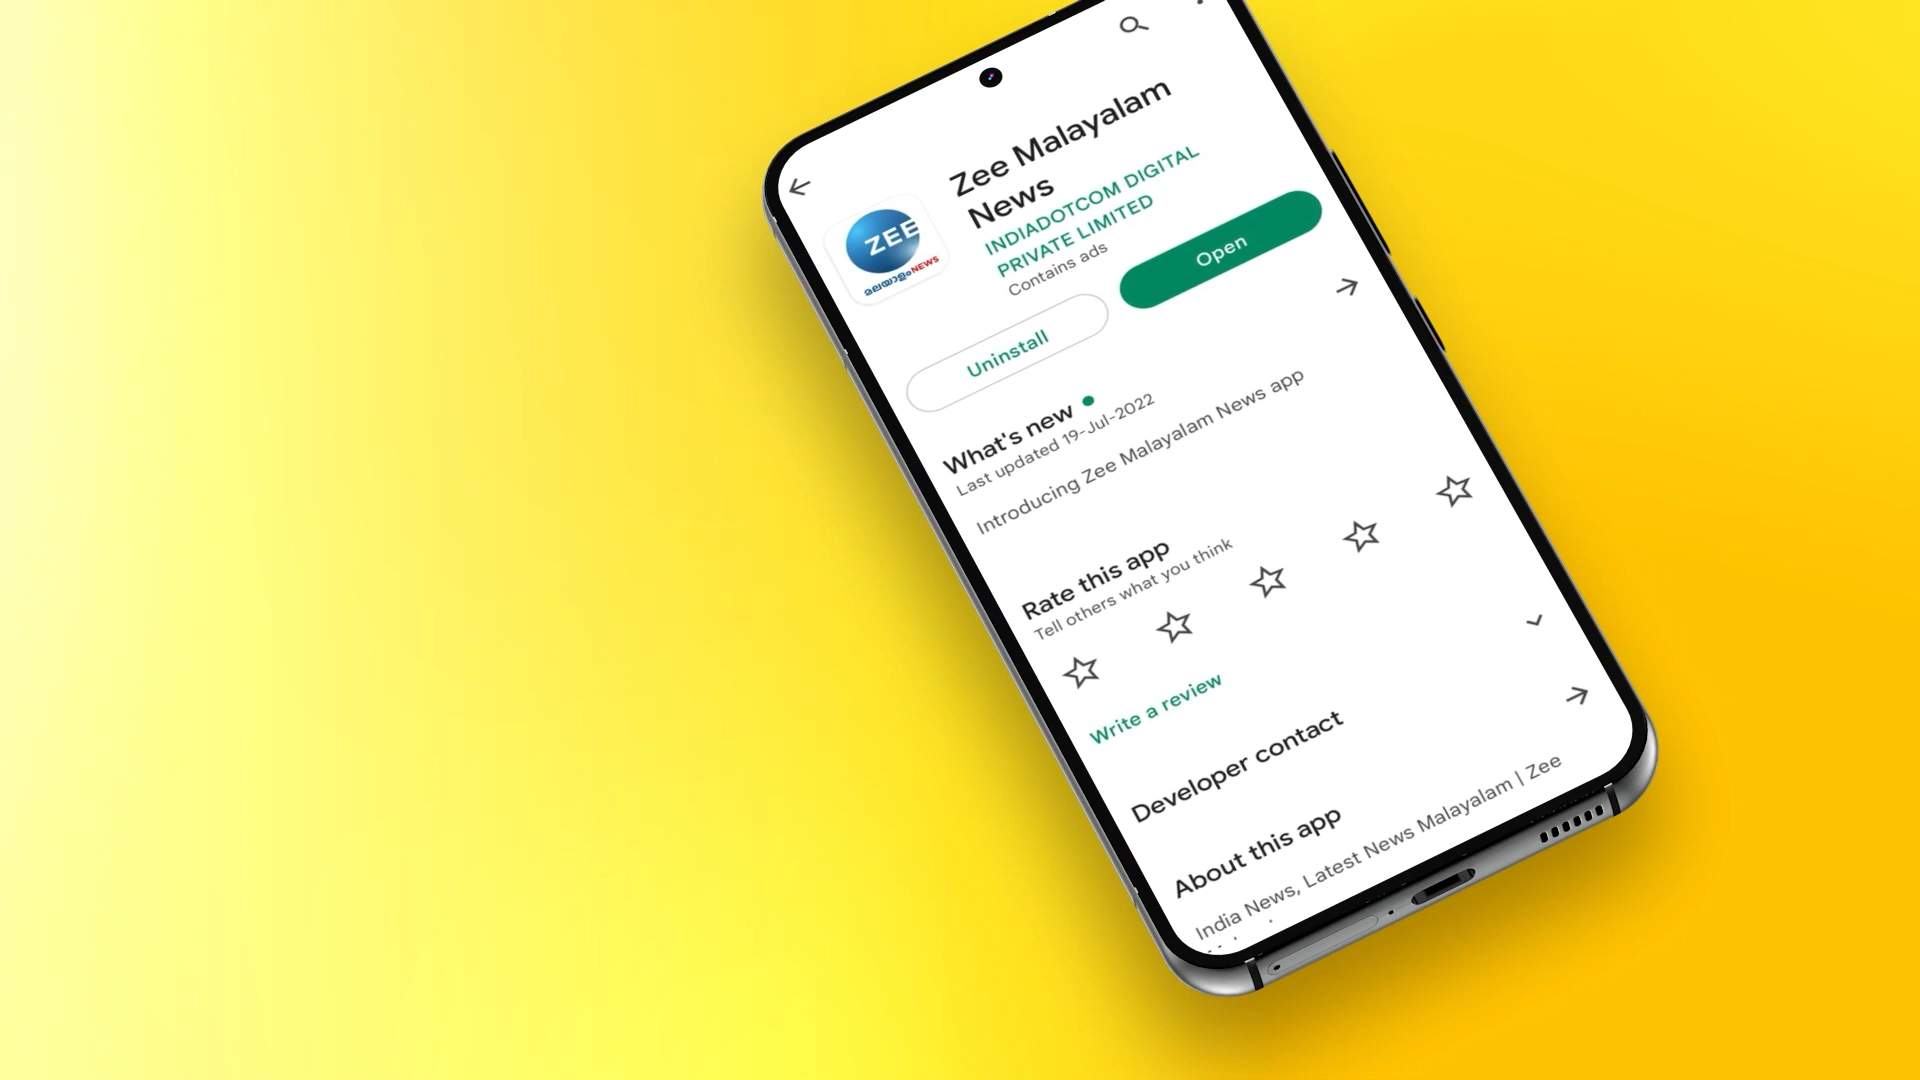 Zee Malayalam
News
INDIADOTCOM DIGITAL
PRIVATE LIMITED
Contains ads
ZEE
മലയാളംNEWS
Uninstall
Open
What's new
Last updated 19-Jul-2022
Introducing Zee Malayalam News app
Rate this app
Tell others what you think
Write a review
Developer contact
About this app
India News, Latest News Malayalam | Zee